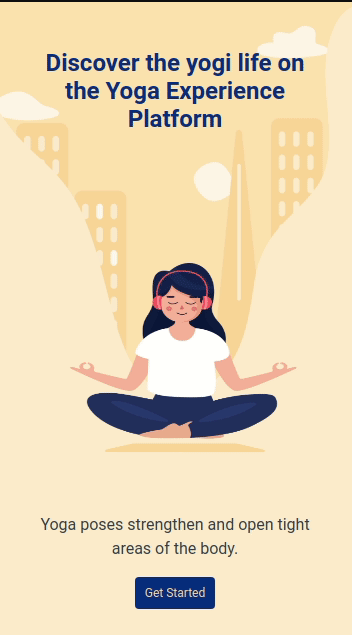 Discover the yogi life on
the Yoga Experience
Platform
Yoga poses strengthen and open tight
areas of the body.
Get Started